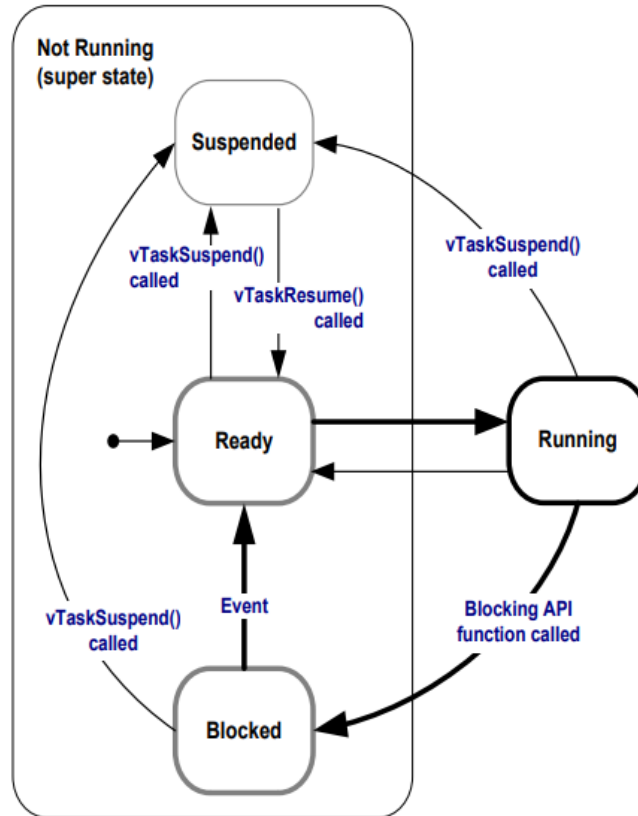 Not Running
(super state)
Suspended
vTaskSuspend()
called
vTaskResume()
called
vTaskSuspend()
called
Ready
Running
vTaskSuspend()
called
Event
Blocking API
function called
Blocked